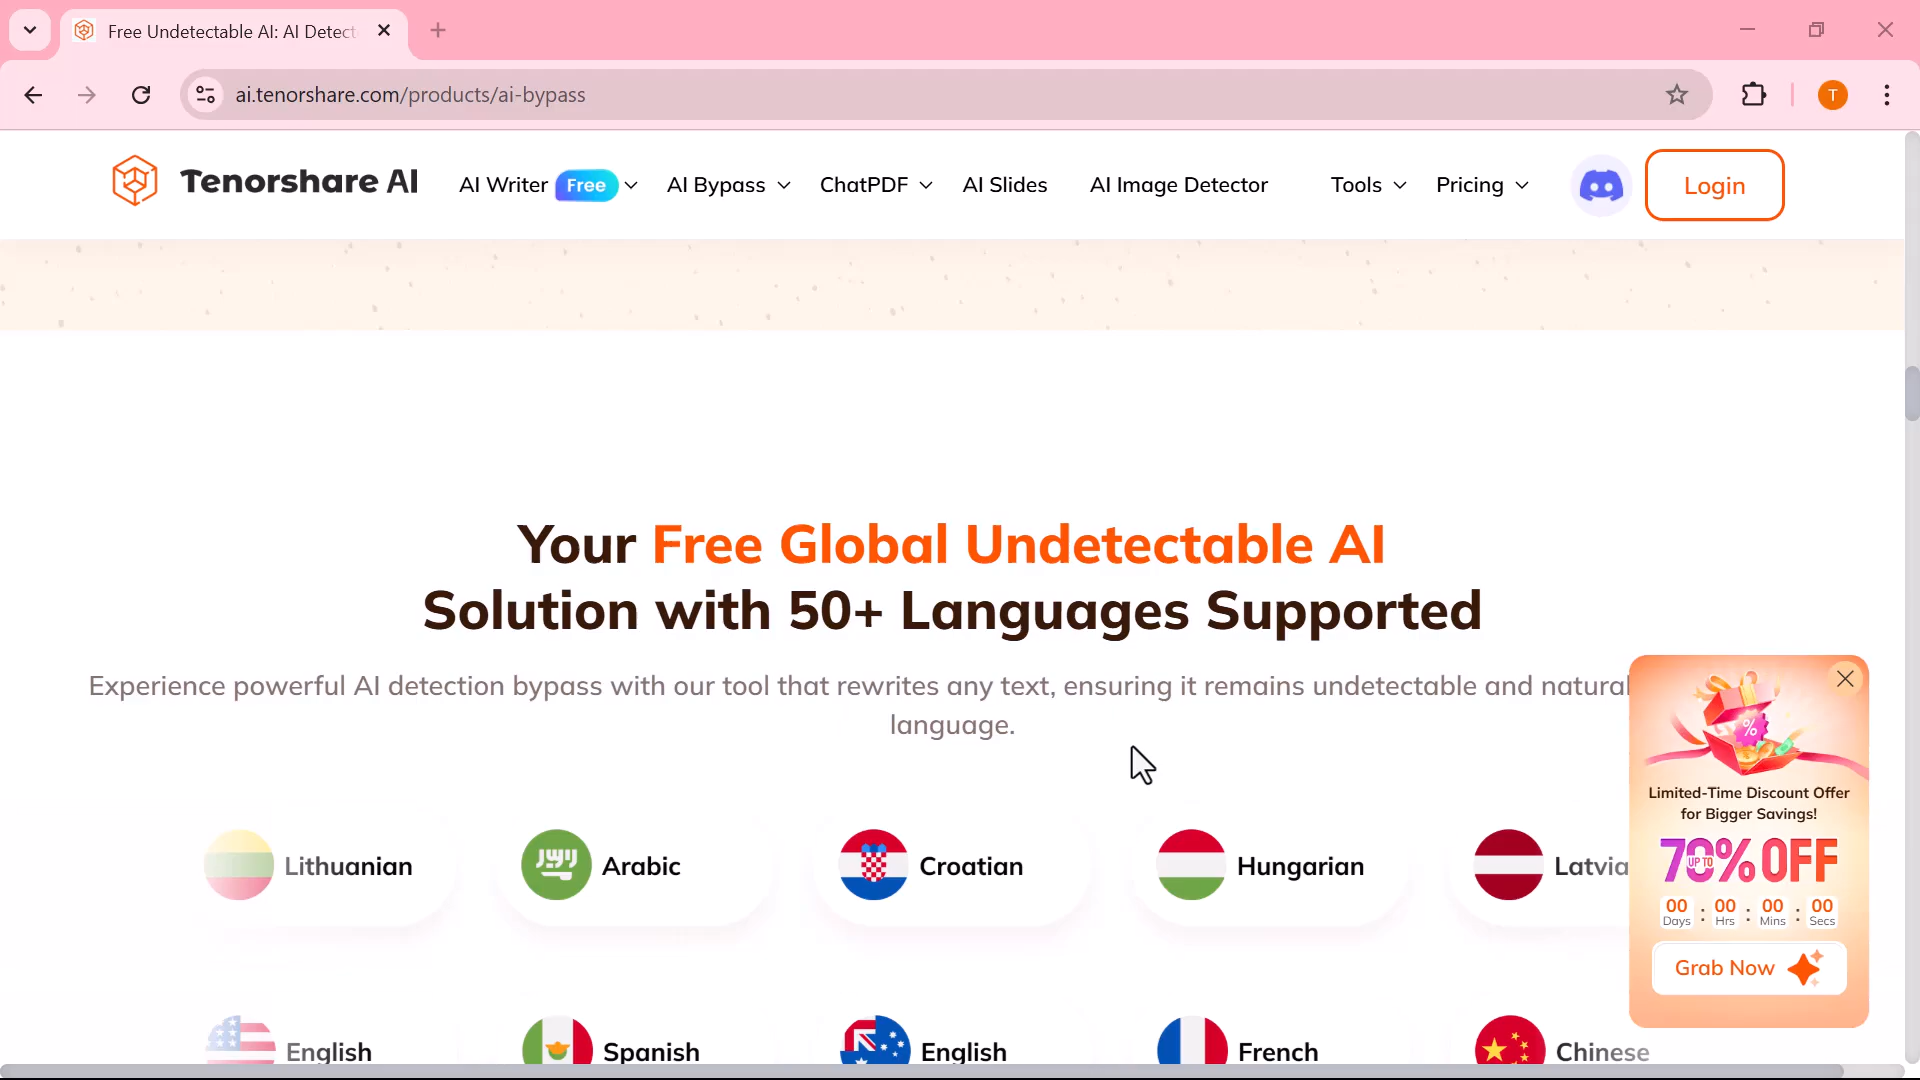 Free Undetectable AI: AI Detect
ai.tenorshare.com/products/ai-bypass
T
Tenorshare AI
AI Writer Free
AI Bypass
ChatPDF
AI Slides
AI Image Detector
Tools
Pricing
Login
Your Free Global Undetectable AI
Solution with 50+ Languages Supported
Experience powerful AI detection bypass with our tool that rewrites any text, ensuring it remains undetectable and natural
language.
Lithuanian
Arabic
Croatian
Hungarian
Latvia
English
Spanish
English
French
Chinese
%
Limited-Time Discount Offer
for Bigger Savings!
UP TO 70% OFF
00 : 00 : 00 : 00
Days Hrs Mins Secs
Grab Now